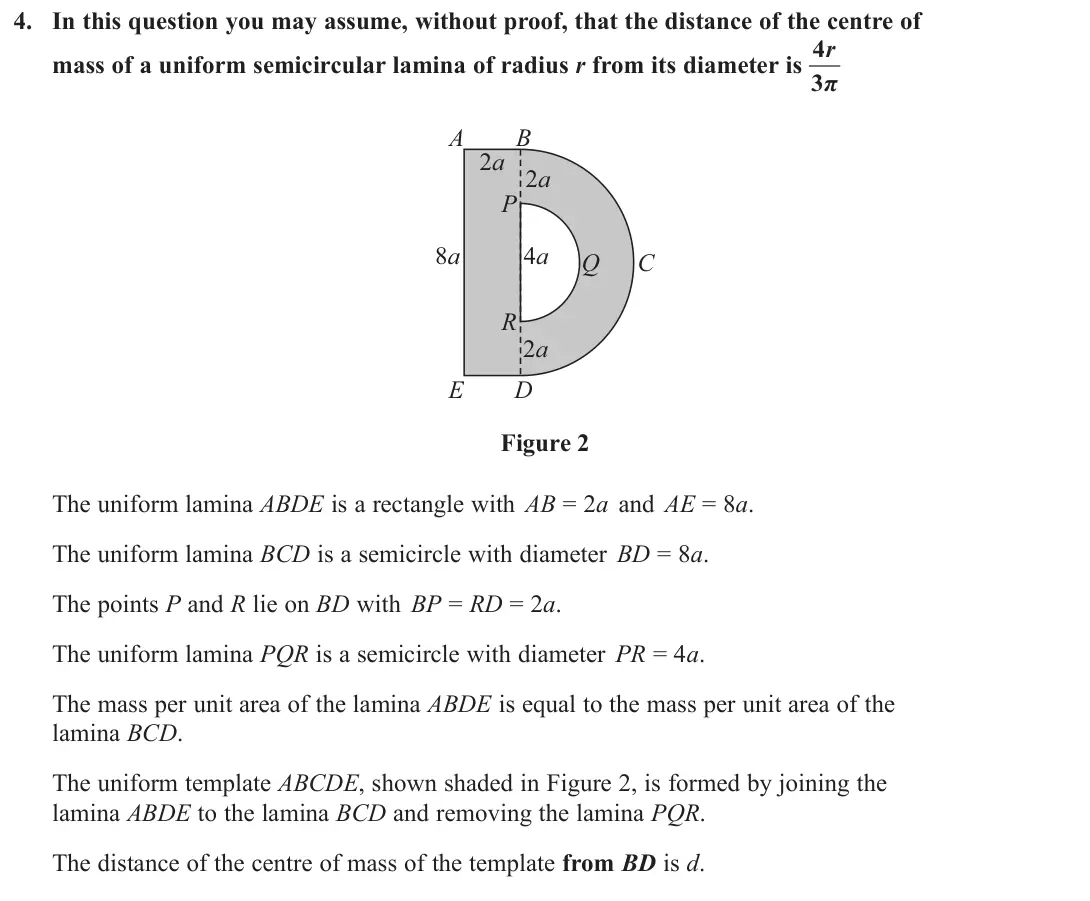 4. In this question you may assume, without proof, that the distance of the centre of
mass of a uniform semicircular lamina of radius r from its diameter is 4r/3π
A B
2a
2a
P
8a 4a Q C
R
2a
E D
Figure 2
The uniform lamina ABDE is a rectangle with AB = 2a and AE = 8a.
The uniform lamina BCD is a semicircle with diameter BD = 8a.
The points P and R lie on BD with BP = RD = 2a.
The uniform lamina PQR is a semicircle with diameter PR = 4a.
The mass per unit area of the lamina ABDE is equal to the mass per unit area of the
lamina BCD.
The uniform template ABCDE, shown shaded in Figure 2, is formed by joining the
lamina ABDE to the lamina BCD and removing the lamina PQR.
The distance of the centre of mass of the template from BD is d.